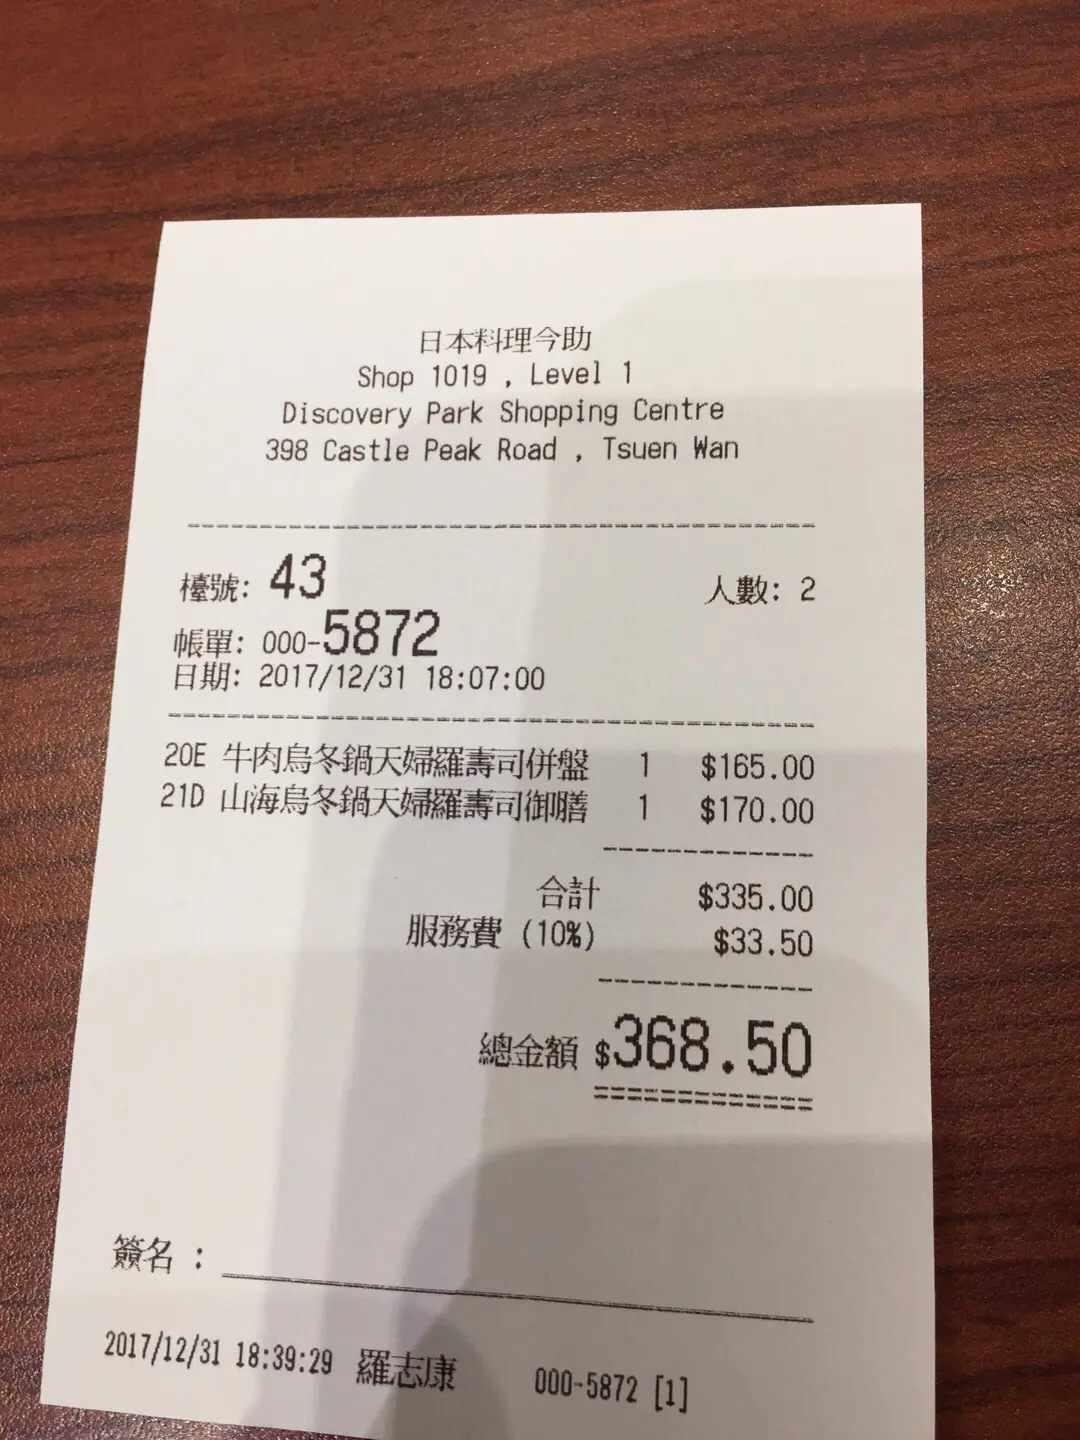 日本料理今助
Shop 1019 , Level 1
Discovery Park Shopping Centre
398 Castle Peak Road , Tsuen Wan
檯號: 43 人數: 2
帳單: 000-5872
日期: 2017/12/31 18:07:00
20E 牛肉烏冬鍋天婦羅壽司併盤 1 $165.00
21D 山海烏冬鍋天婦羅壽司御膳 1 $170.00
合計 $335.00
服務費 (10%) $33.50
總金額 $368.50
簽名 :
2017/12/31 18:39:29 羅志康 000-5872 [1]